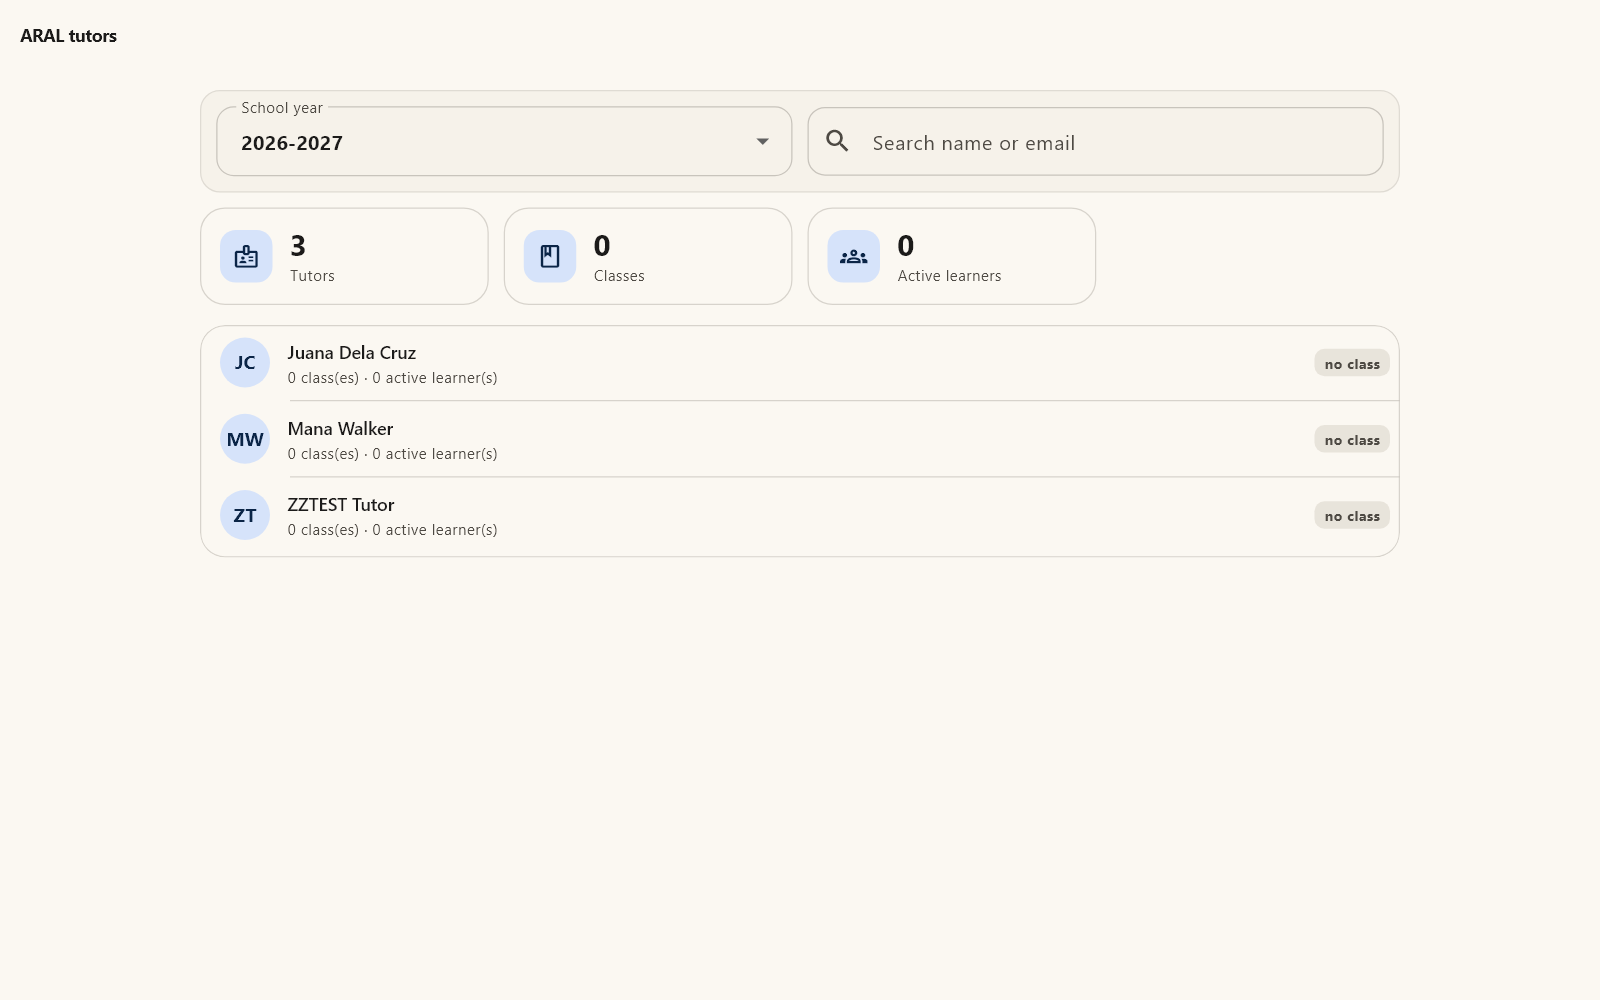 ARAL tutors
School year
2026-2027
Search name or email
3
Tutors
0
Classes
0
Active learners
JC
Juana Dela Cruz
0 class(es) · 0 active learner(s)
no class
MW
Mana Walker
0 class(es) · 0 active learner(s)
no class
ZT
ZZTEST Tutor
0 class(es) · 0 active learner(s)
no class